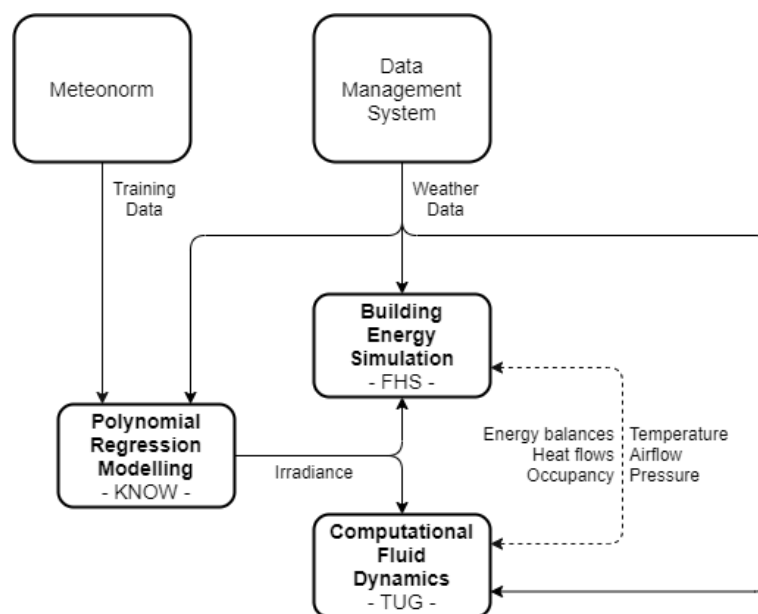 Meteonorm
Data
Management
System
Training
Data
Weather
Data
Building
Energy
Simulation
- FHS -
Polynomial
Regression
Modelling
- KNOW -
Irradiance
Energy balances
Heat flows
Occupancy
Temperature
Airflow
Pressure
Computational
Fluid
Dynamics
- TUG -